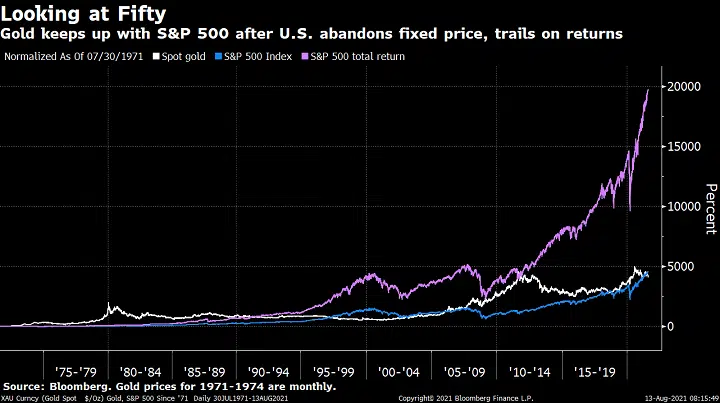 Looking at Fifty
Gold keeps up with S&P 500 after U.S. abandons fixed price, trails on returns
Normalized As Of 07/30/1971 Spot gold S&P 500 Index S&P 500 total return
20000
15000
10000
5000
0
Percent
'75-'79 '80-'84 '85-'89 '90-'94 '95-'99 '00-'04 '05-'09 '10-'14 '15-'19
Source: Bloomberg. Gold prices for 1971-1974 are monthly.
XAU Curncy (Gold Spot $/Oz) Gold, S&P 500 Since '71 Daily 30JUL1971-13AUG2021 Copyright© 2021 Bloomberg Finance L.P. 13-Aug-2021 08:15:49